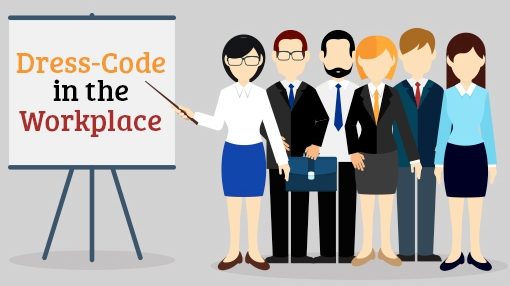 Dress-Code
in the
Workplace